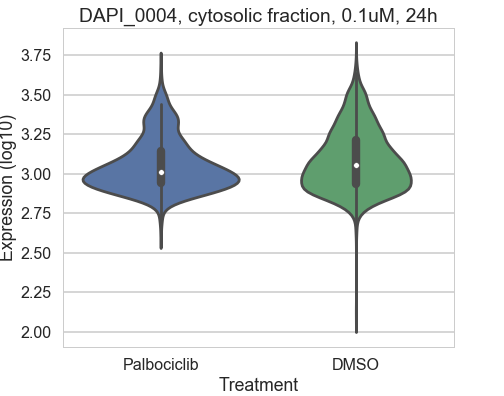 DAPI_0004, cytosolic fraction, 0.1uM, 24h
Expression (log10)
3.75
3.50
3.25
3.00
2.75
2.50
2.25
2.00
Palbociclib DMSO
Treatment